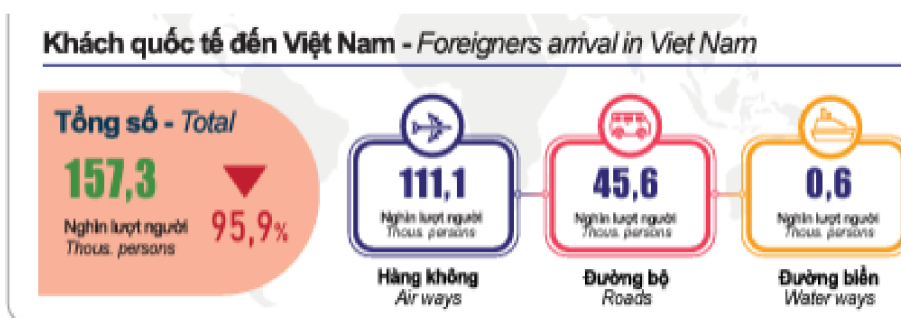 Khách quốc tế đến Việt Nam - Foreigners arrival in Viet Nam
Tổng số - Total
157,3
Nghìn lượt người
Thous. persons
95,9%
111,1
Nghìn lượt người
Thous. persons
Hàng không
Air ways
45,6
Nghìn lượt người
Thous. persons
Đường bộ
Roads
0,6
Nghìn lượt người
Thous. persons
Đường biển
Water ways